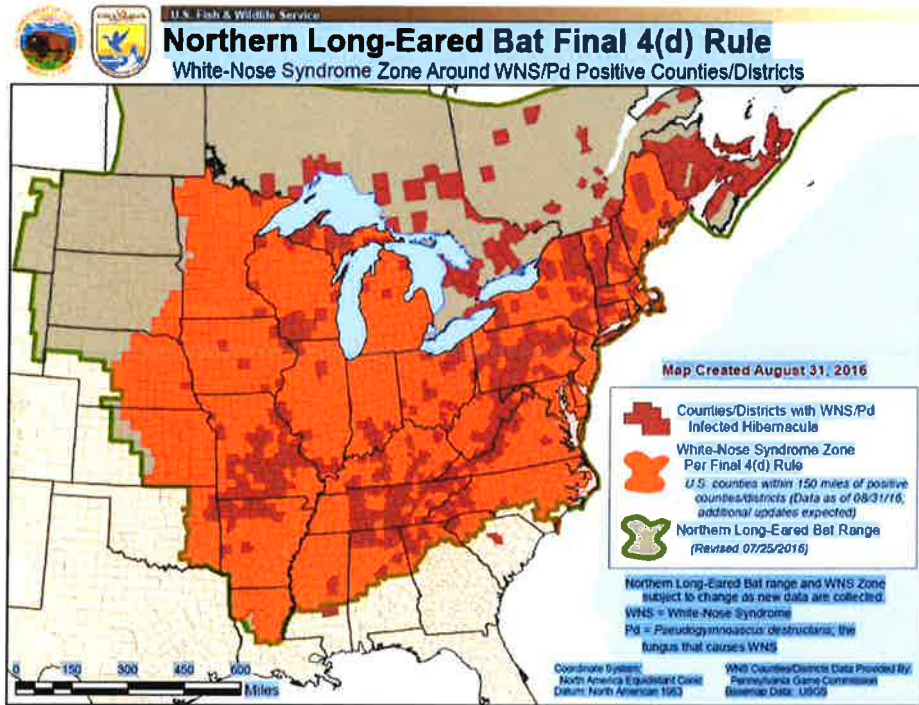 U.S. Fish & Wildlife Service
Northern Long-Eared Bat Final 4(d) Rule
White-Nose Syndrome Zone Around WNS/Pd Positive Counties/Districts
Map Created August 31, 2016
Counties/Districts with WNS/Pd
Infected Hibernacula
White-Nose Syndrome Zone
Per Final 4(d) Rule
U.S. counties within 150 miles of positive
counties/districts (Data as of 08/31/16,
additional updates expected)
Northern Long-Eared Bat Range
(Revised 07/25/2016)
Northern Long-Eared Bat range and WNS Zone
subject to change as new data are collected.
WNS = White-Nose Syndrome
Pd = Pseudogymnoascus destructans; the
fungus that causes WNS
0 150 300 450 600
Miles
Coordinate System:
North America Equidistant Conic
Datum: North American 1983
WNS Counties/Districts Data Provided By:
Pennsylvania Game Commission
Basemap Data: USGS